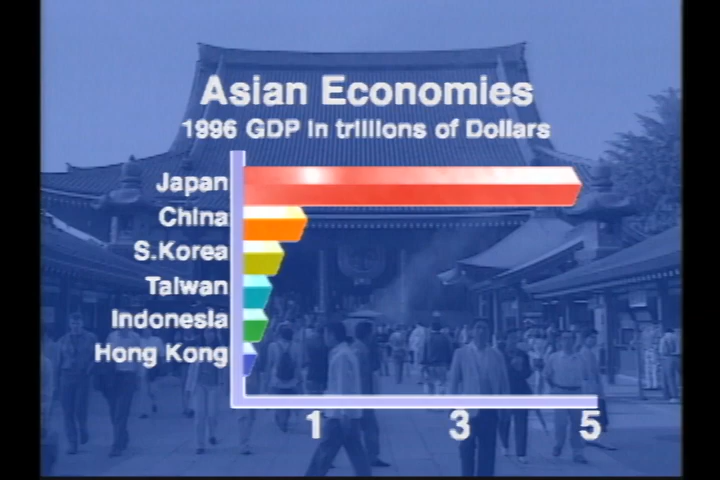 Asian Economies
1996 GDP in trillions of Dollars
Japan
China
S.Korea
Taiwan
Indonesia
Hong Kong
1 3 5